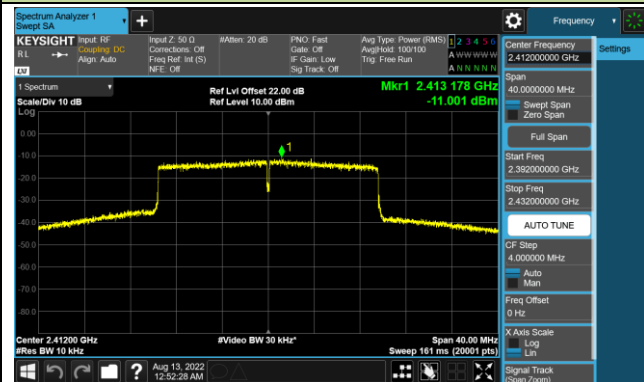 Spectrum Analyzer 1
Swept SA
Frequency
KEYSIGHT
RL
LXI
Input: RF
Coupling: DC
Align: Auto
Input Z: 50 Ω
Corrections: Off
Freq Ref: Int (S)
NFE: Off
#Atten: 20 dB
PNO: Fast
Gate: Off
IF Gain: Low
Sig Track: Off
Avg Type: Power (RMS)
Avg|Hold: 100/100
Trig: Free Run
1 2 3 4 5 6
A W W W W W
A N N N N N
1 Spectrum
Scale/Div 10 dB
Log
Ref Lvl Offset 22.00 dB
Ref Level 10.00 dBm
Mkr1 2.413 178 GHz
-11.001 dBm
0.00
-10.0
-20.0
-30.0
-40.0
-50.0
-60.0
-70.0
-80.0
1
Center 2.41200 GHz
#Res BW 10 kHz
#Video BW 30 kHz*
Span 40.00 MHz
Sweep 161 ms (20001 pts)
Aug 13, 2022
12:52:28 AM
?
Center Frequency
2.412000000 GHz
Settings
Span
40.0000000 MHz
Swept Span
Zero Span
Full Span
Start Freq
2.392000000 GHz
Stop Freq
2.432000000 GHz
AUTO TUNE
CF Step
4.000000 MHz
Auto
Man
Freq Offset
0 Hz
X Axis Scale
Log
Lin
Signal Track
(Span Zoom)